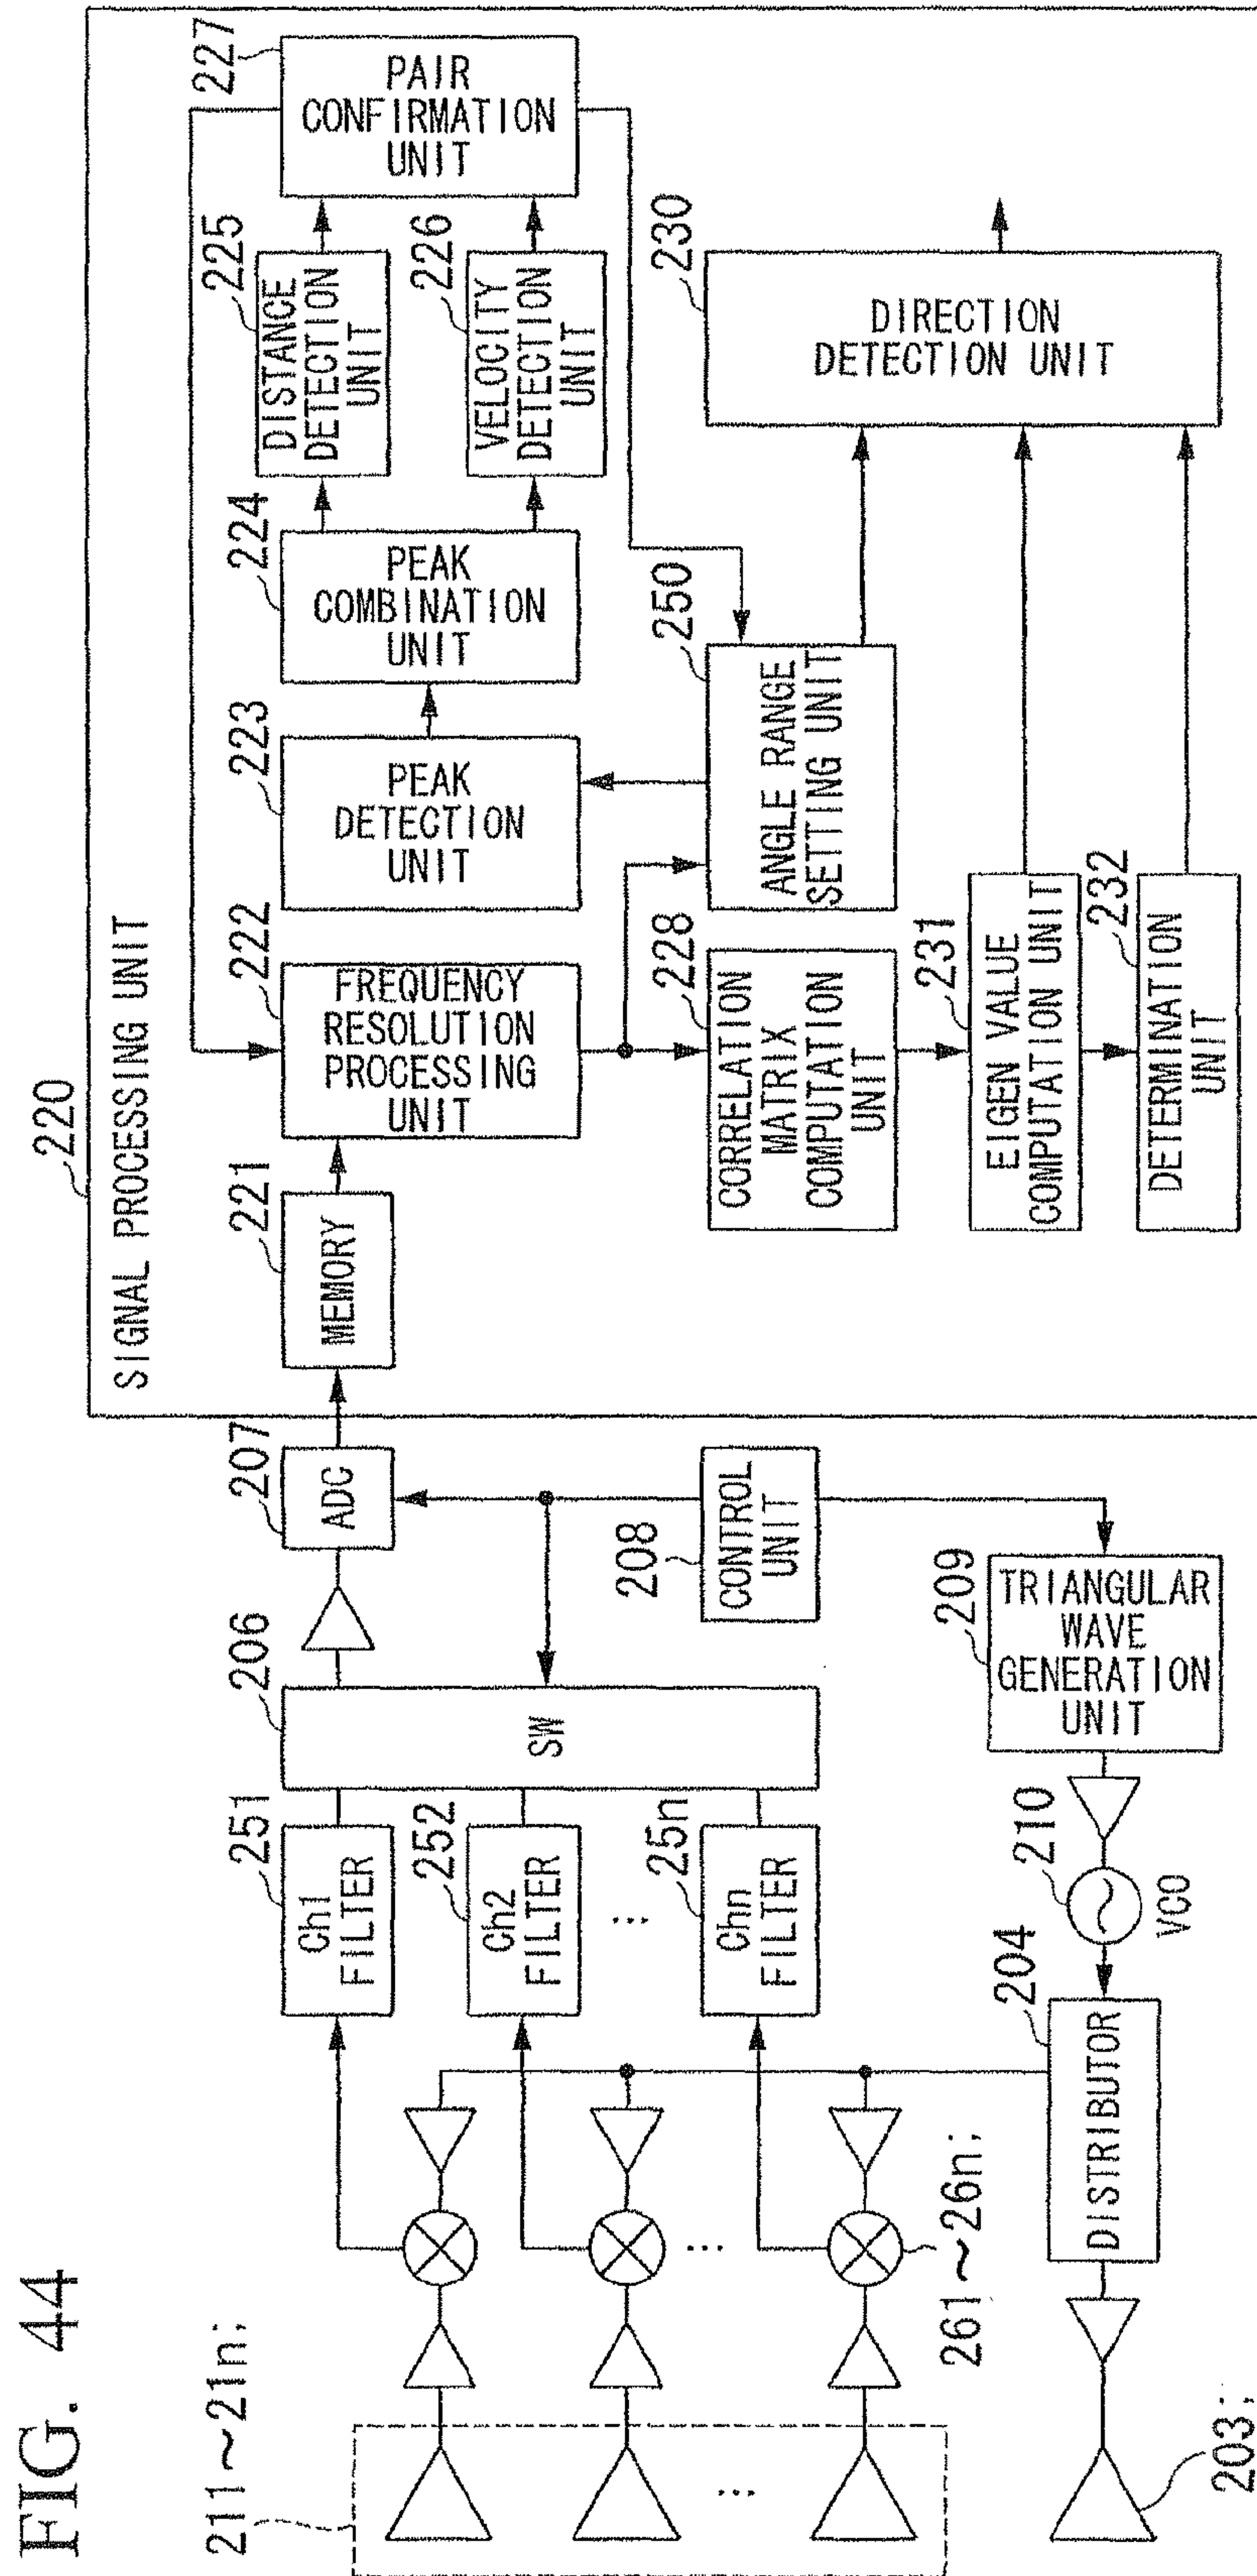 FIG. 44
220
SIGNAL PROCESSING UNIT
211~21n;
251
Ch1
FILTER
252
Ch2
FILTER
...
25n
Chn
FILTER
206
SW
207
ADC
221
MEMORY
222
FREQUENCY
RESOLUTION
PROCESSING
UNIT
223
PEAK
DETECTION
UNIT
224
PEAK
COMBINATION
UNIT
225
DISTANCE
DETECTION
UNIT
226
VELOCITY
DETECTION
UNIT
227
PAIR
CONFIRMATION
UNIT
...
...
261~26n;
208
CONTROL
UNIT
228
CORRELATION
MATRIX
COMPUTATION
UNIT
250
ANGLE RANGE
SETTING UNIT
230
DIRECTION
DETECTION UNIT
231
EIGEN VALUE
COMPUTATION UNIT
232
DETERMINATION
UNIT
203;
204
DISTRIBUTOR
210
VCO
209
TRIANGULAR
WAVE
GENERATION
UNIT